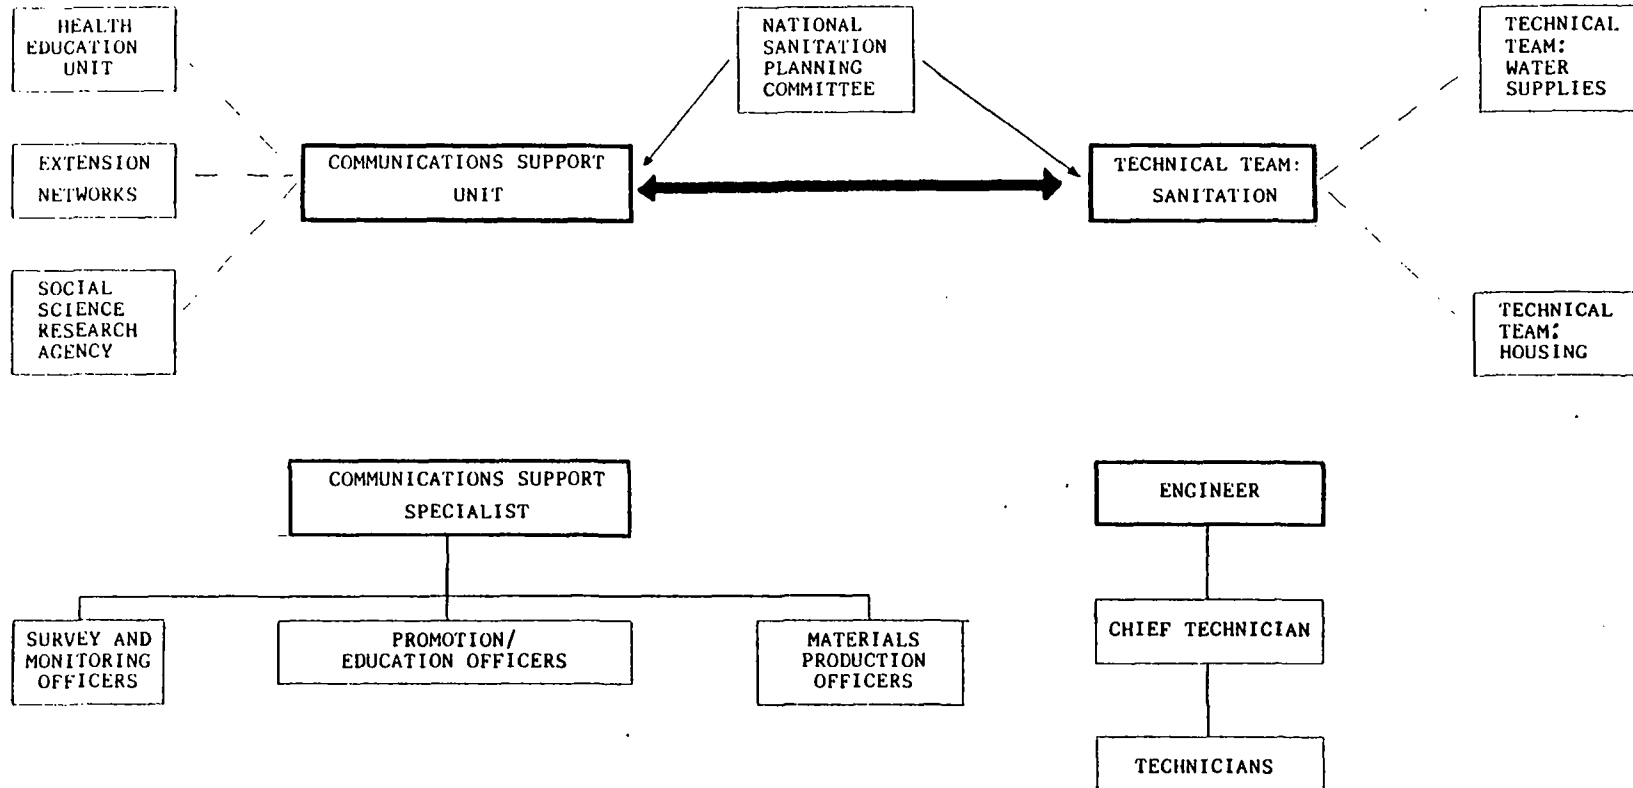 HEALTH
EDUCATION
UNIT
NATIONAL
SANITATION
PLANNING
COMMITTEE
TECHNICAL
TEAM:
WATER
SUPPLIES
EXTENSION
NETWORKS
COMMUNICATIONS SUPPORT
UNIT
TECHNICAL TEAM:
SANITATION
SOCIAL
SCIENCE
RESEARCH
AGENCY
TECHNICAL
TEAM:
HOUSING
COMMUNICATIONS SUPPORT
SPECIALIST
ENGINEER
SURVEY AND
MONITORING
OFFICERS
PROMOTION/
EDUCATION OFFICERS
MATERIALS
PRODUCTION
OFFICERS
CHIEF TECHNICIAN
TECHNICIANS